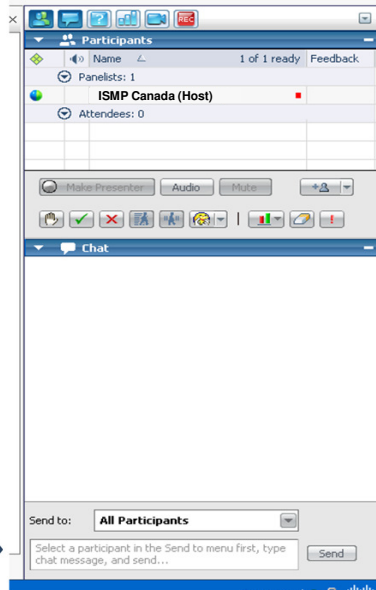 REC
Participants
Name 1 of 1 ready Feedback
Panelists: 1
ISMP Canada (Host)
Attendees: 0
Make Presenter Audio Mute
Chat
Send to: All Participants
Select a participant in the Send to menu first, type
chat message, and send... Send